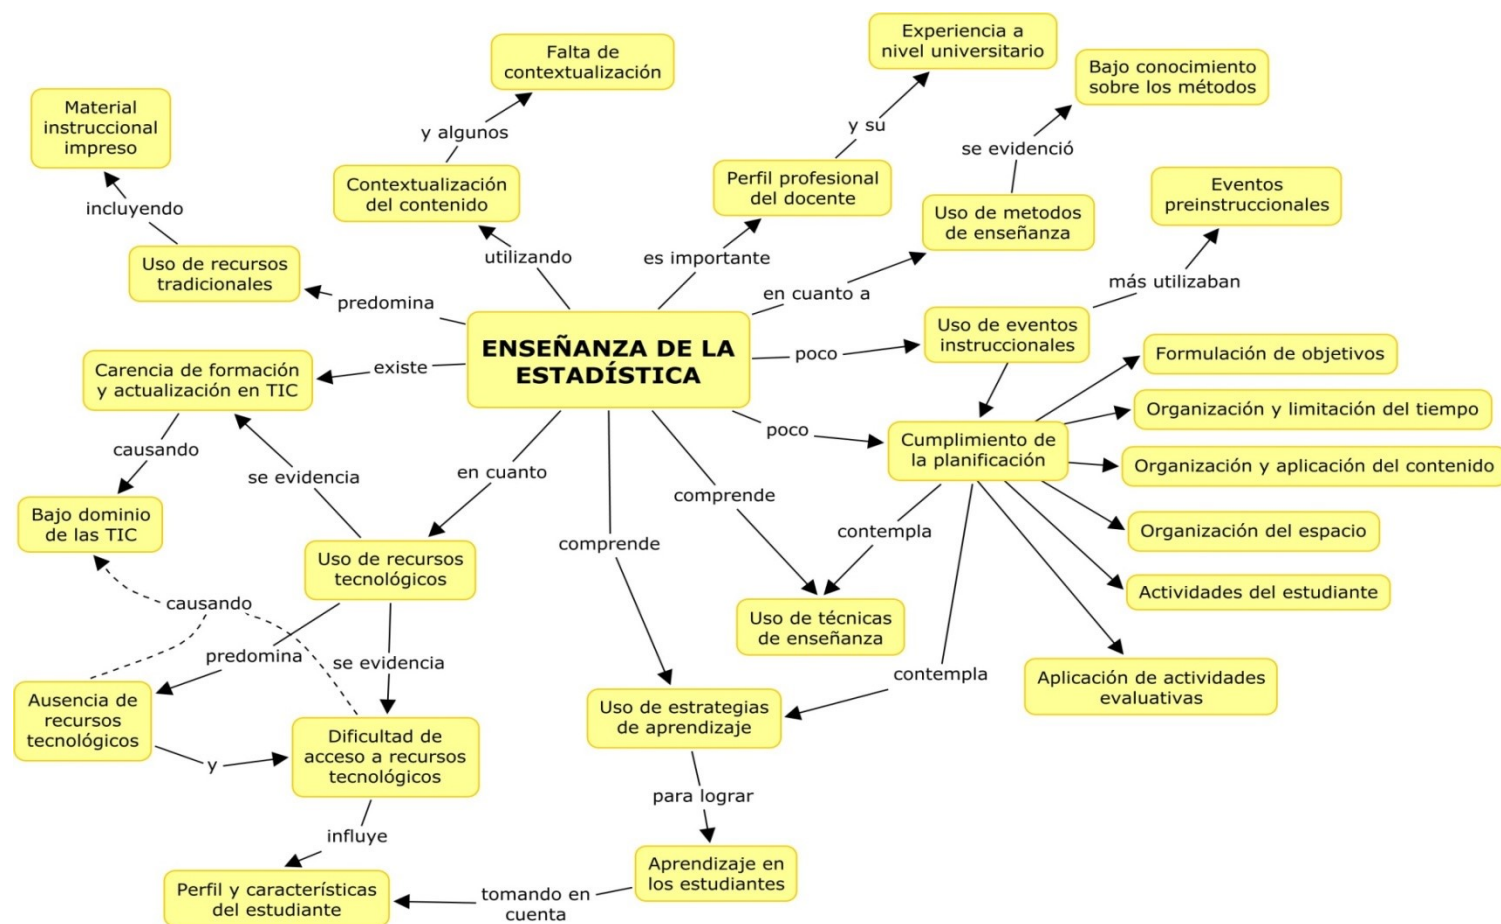 Experiencia a
nivel universitario
Falta de
contextualización
Bajo conocimiento
sobre los métodos
Material
instruccional
impreso
y algunos
y su
se evidenció
Contextualización
del contenido
Perfil profesional
del docente
Eventos
preinstruccionales
incluyendo
Uso de metodos
de enseñanza
Uso de recursos
tradicionales
utilizando
es importante
más utilizaban
en cuanto a
predomina
Uso de eventos
instruccionales
ENSEÑANZA DE LA
ESTADÍSTICA
poco
Formulación de objetivos
Carencia de formación
y actualización en TIC
existe
Organización y limitación del tiempo
poco
Cumplimiento de
la planificación
causando
Organización y aplicación del contenido
se evidencia
en cuanto
comprende
Bajo dominio
de las TIC
contempla
Organización del espacio
comprende
Uso de recursos
tecnológicos
Actividades del estudiante
causando
Uso de técnicas
de enseñanza
predomina
se evidencia
contempla
Aplicación de actividades
evaluativas
Ausencia de
recursos
tecnológicos
Uso de estrategias
de aprendizaje
Dificultad de
acceso a recursos
tecnológicos
y
para lograr
influye
Aprendizaje en
los estudiantes
Perfil y características
del estudiante
tomando en
cuenta